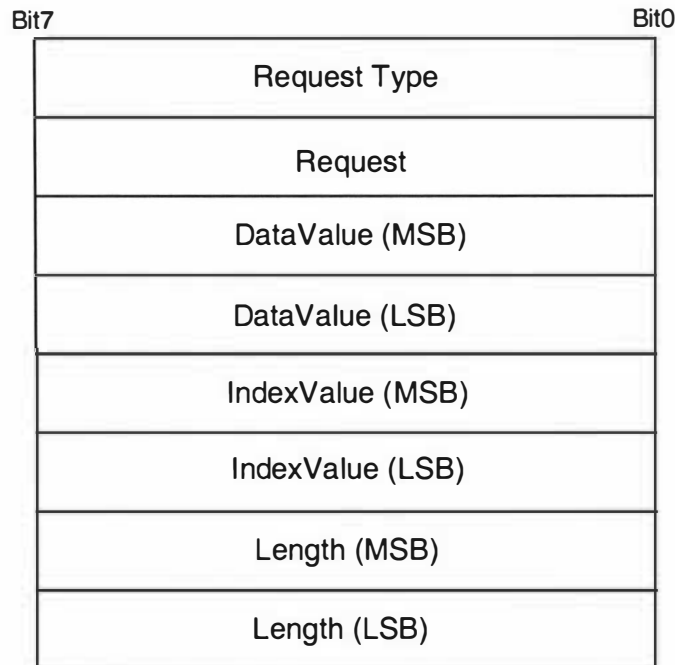 Bit7 Bit0
Request Type
Request
DataValue (MSB)
DataValue (LSB)
IndexValue (MSB)
IndexValue (LSB)
Length (MSB)
Length (LSB)